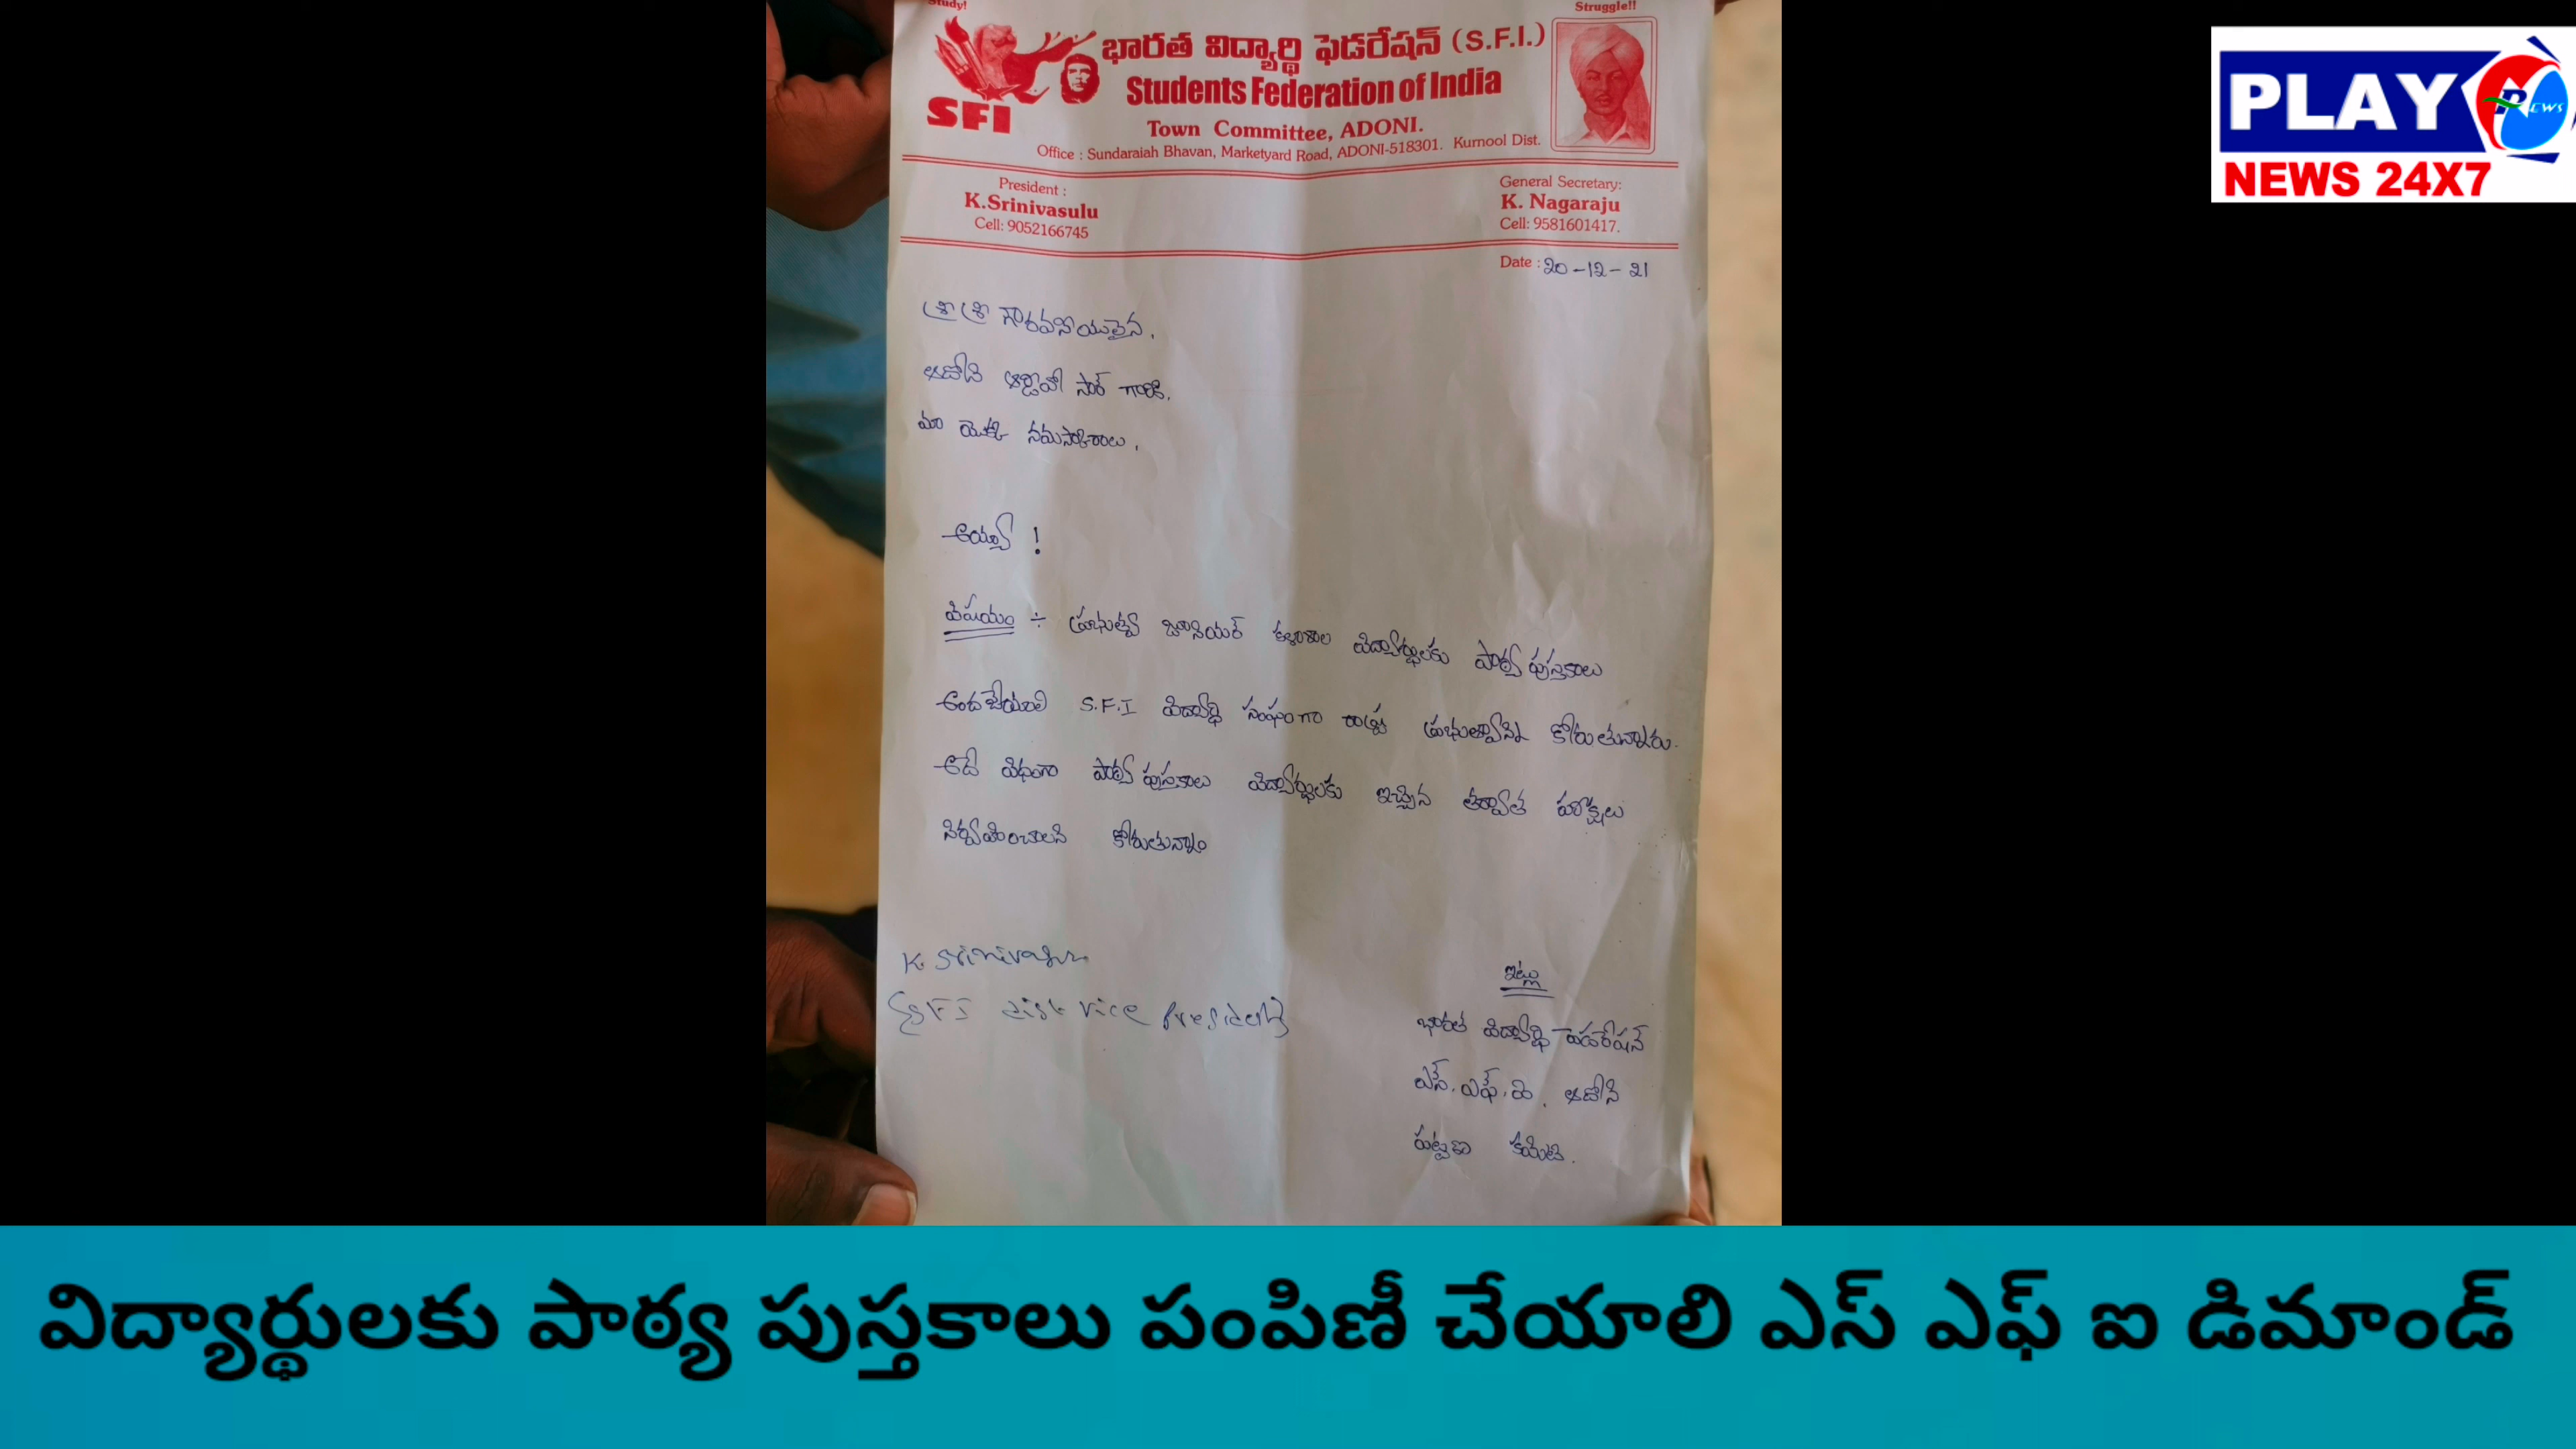 Study!
Struggle!!
భారత విద్యార్థి ఫెడరేషన్ (S.F.I.)
Students Federation of India
SFI
Town Committee, ADONI.
Office : Sundaraiah Bhavan, Marketyard Road, ADONI-518301. Kurnool Dist.
President :
K.Srinivasulu
Cell: 9052166745
General Secretary:
K. Nagaraju
Cell: 9581601417.
Date : 20-12-21
శ్రీ శ్రీ గౌరవనీయులైన,
ఆదోని ఆర్డివో సార్ గారికి,
మా యొక్క నమస్కారాలు,
అయ్యా !
విషయం ÷ ప్రభుత్వ జూనియర్ కళాశాల విద్యార్థులకు పాఠ్య పుస్తకాలు
అందజేయాలి S.F.I విద్యార్థి సంఘంగా రాష్ట్ర ప్రభుత్వాన్ని కోరుతున్నారు.
అదే విధంగా పాఠ్య పుస్తకాలు విద్యార్థులకు ఇచ్చిన తర్వాత పరీక్షలు
నిర్వహించాలని కోరుతున్నాం
K. Srinivasulu
(SFI dist vice president)
ఇట్లు
భారత విద్యార్థి ఫెడరేషన్
ఎస్.ఎఫ్.ఐ. ఆదోని
పట్టణ కమిటి.
PLAY NEWS
NEWS 24X7
విద్యార్థులకు పాఠ్య పుస్తకాలు పంపిణీ చేయాలి ఎస్ ఎఫ్ ఐ డిమాండ్